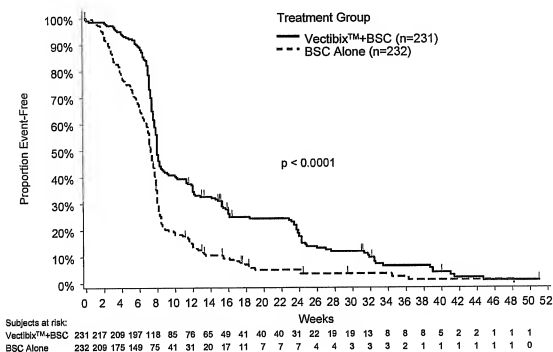 Treatment Group
Vectibix™+BSC (n=231)
BSC Alone (n=232)
100%
90%
80%
70%
60%
50%
40%
30%
20%
10%
0%
Proportion Event-Free
p < 0.0001
0 2 4 6 8 10 12 14 16 18 20 22 24 26 28 30 32 34 36 38 40 42 44 46 48 50 52
Weeks
Subjects at risk:
Vectibix™+BSC 231 217 209 197 118 85 76 65 49 41 40 40 31 22 19 19 13 8 8 8 5 2 2 1 1 1
BSC Alone 232 209 175 149 75 41 31 20 17 11 7 7 7 4 4 3 3 3 2 1 1 1 1 1 1 0